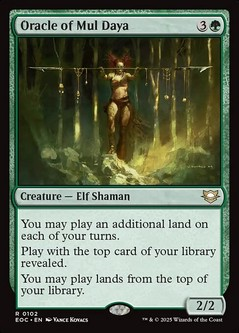 Oracle of Mul Daya 3
Creature — Elf Shaman
You may play an additional land on
each of your turns.
Play with the top card of your library
revealed.
You may play lands from the top of
your library.
2/2
R 0102
EOC • EN YANCE KOVACS
™ & © 2025 Wizards of the Coast